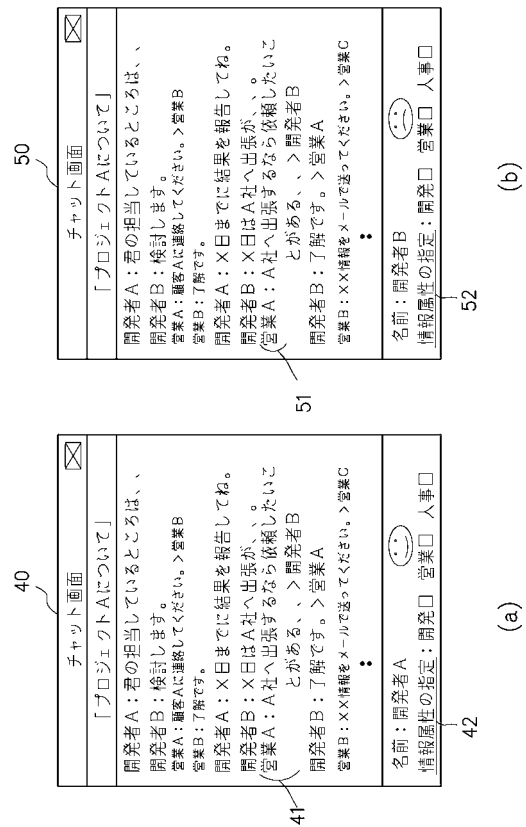 40
チャット画面
「プロジェクトAについて」
開発者A：君の担当しているところは、、
開発者B：検討します。
営業A：顧客Aに連絡してください。＞営業B
営業B：了解です。
開発者A：X日までに結果を報告してね。
開発者B：X日はA社へ出張が、、。
営業A：A社へ出張するなら依頼したいこ
とがある、、＞開発者B
開発者B：了解です。＞営業A
営業B：XX情報をメールで送ってください。＞営業C
41
名前：開発者A
情報属性の指定：開発□ 営業□ 人事□
42
(a)
50
チャット画面
「プロジェクトAについて」
開発者A：君の担当しているところは、、
開発者B：検討します。
営業A：顧客Aに連絡してください。＞営業B
営業B：了解です。
開発者A：X日までに結果を報告してね。
開発者B：X日はA社へ出張が、、。
営業A：A社へ出張するなら依頼したいこ
とがある、、＞開発者B
開発者B：了解です。＞営業A
営業B：XX情報をメールで送ってください。＞営業C
51
名前：開発者B
情報属性の指定：開発□ 営業□ 人事□
52
(b)